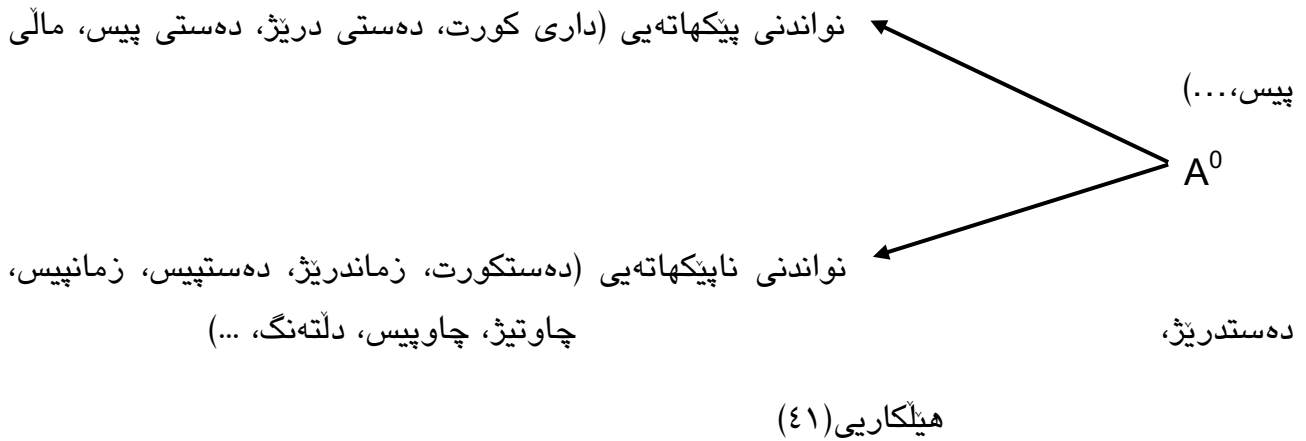 نواندنی پێکهاتەیی (داری کورت، دەستی درێژ، دەستی پیس، ماڵی
پیس،...)
A⁰
نواندنی ناپێکهاتەیی (دەستکورت، زماندرێژ، دەستپیس، زمانپیس،
دەستدرێژ، چاوتیژ، چاوپیس، دڵتەنگ، ...)
هێڵکاریی(٤١)